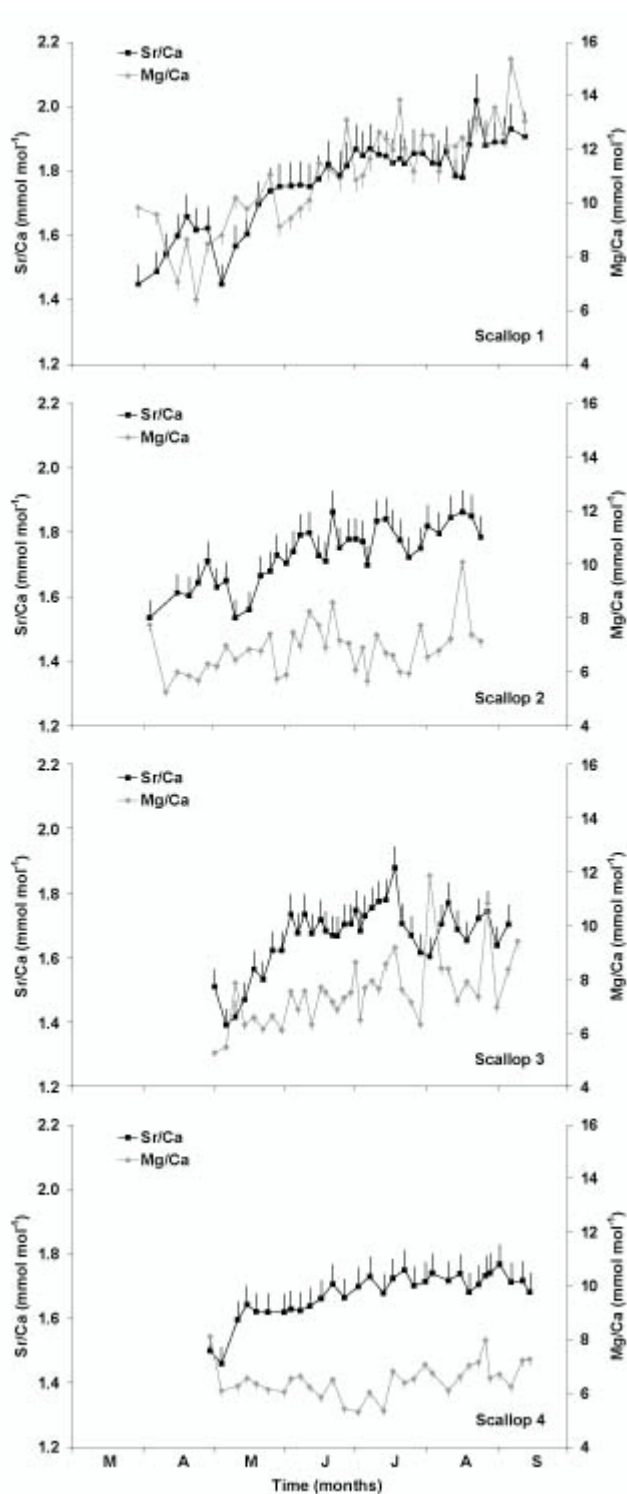 2.2
2.0
1.8
1.6
1.4
1.2
Sr/Ca (mmol mol⁻¹)
Sr/Ca
Mg/Ca
16
14
12
10
8
6
4
Mg/Ca (mmol mol⁻¹)
Scallop 1
2.2
2.0
1.8
1.6
1.4
1.2
Sr/Ca (mmol mol⁻¹)
Sr/Ca
Mg/Ca
16
14
12
10
8
6
4
Mg/Ca (mmol mol⁻¹)
Scallop 2
2.2
2.0
1.8
1.6
1.4
1.2
Sr/Ca (mmol mol⁻¹)
Sr/Ca
Mg/Ca
16
14
12
10
8
6
4
Mg/Ca (mmol mol⁻¹)
Scallop 3
2.2
2.0
1.8
1.6
1.4
1.2
Sr/Ca (mmol mol⁻¹)
Sr/Ca
Mg/Ca
16
14
12
10
8
6
4
Mg/Ca (mmol mol⁻¹)
Scallop 4
M A M J J A S
Time (months)